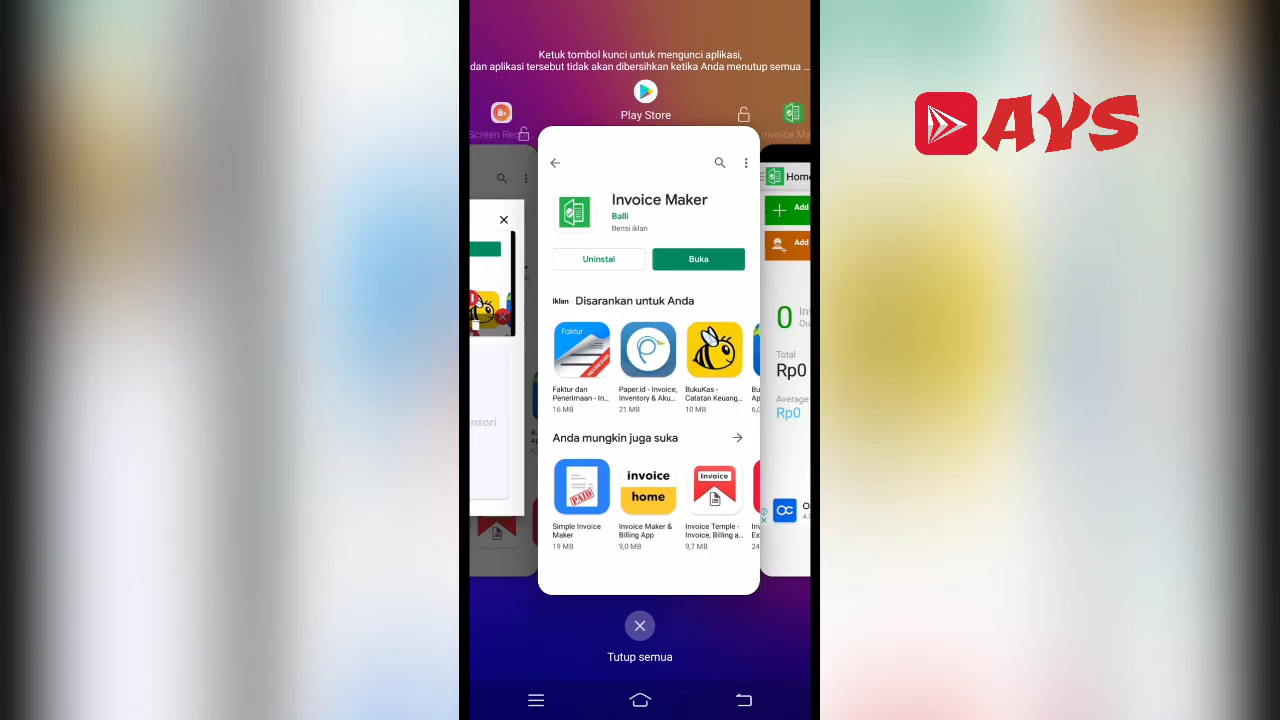 Ketuk tombol kunci untuk mengunci aplikasi,
dan aplikasi tersebut tidak akan dibersihkan ketika Anda menutup semua ...
Play Store
Screen Rec...
Invoice Ma
AYS
Invoice Maker
Balli
Berisi iklan
Uninstal
Buka
Home
Add
Add
Iklan · Disarankan untuk Anda
Faktur
INDONESIAN
Faktur dan
Penerimaan - In...
16 MB
Paper.id - Invoice,
Inventory & Aku...
21 MB
BukuKas -
Catatan Keuang...
10 MB
0
Total
Rp0
Average
Rp0
sori
Anda mungkin juga suka
PAID
invoice
home
Invoice
Simple Invoice
Maker
19 MB
Invoice Maker &
Billing App
9,0 MB
Invoice Temple -
Invoice, Billing a...
9,7 MB
24
Tutup semua